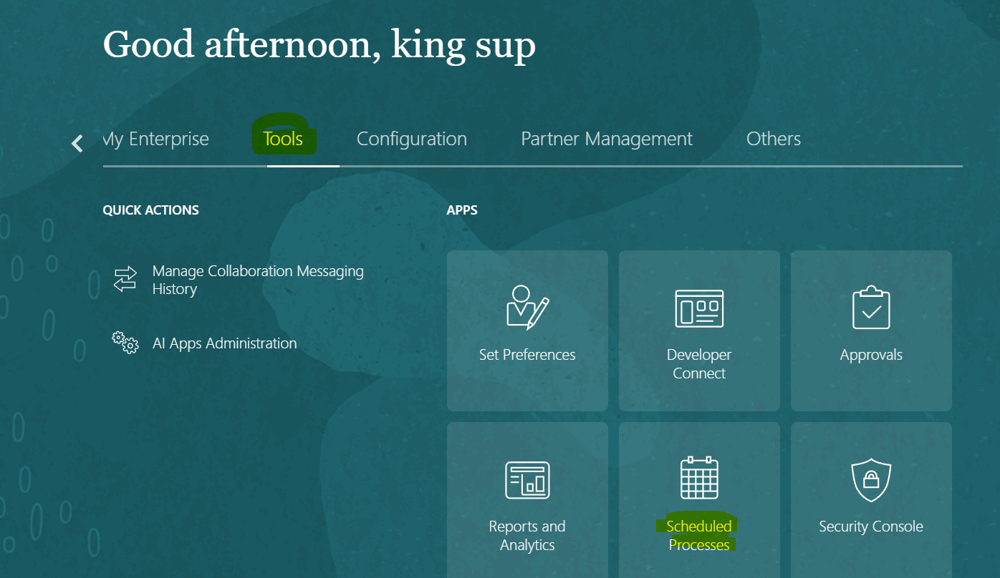 Good afternoon, king sup
My Enterprise
Tools
Configuration
Partner Management
Others
QUICK ACTIONS
APPS
Manage Collaboration Messaging
History
AI Apps Administration
Set Preferences
Developer
Connect
Approvals
Reports and
Analytics
Scheduled
Processes
Security Console